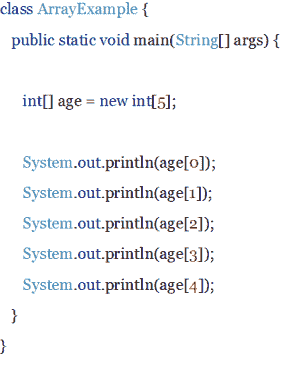 class ArrayExample {
public static void main(String[] args) {
int[] age = new int[5];
System.out.println(age[0]);
System.out.println(age[1]);
System.out.println(age[2]);
System.out.println(age[3]);
System.out.println(age[4]);
}
}